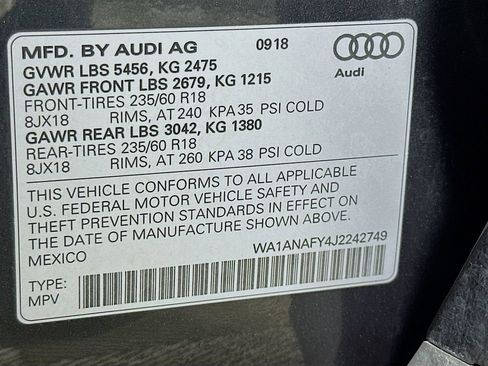 MFD. BY AUDI AG 0918
GVWR LBS 5456, KG 2475
GAWR FRONT LBS 2679, KG 1215
FRONT-TIRES 235/60 R18
8JX18 RIMS, AT 240 KPA 35 PSI COLD
GAWR REAR LBS 3042, KG 1380
REAR-TIRES 235/60 R18
8JX18 RIMS, AT 260 KPA 38 PSI COLD
Audi
THIS VEHICLE CONFORMS TO ALL APPLICABLE
U.S. FEDERAL MOTOR VEHICLE SAFETY AND
THEFT PREVENTION STANDARDS IN EFFECT ON
THE DATE OF MANUFACTURE SHOWN ABOVE.
MEXICO WA1ANAFY4J2242749
TYPE:
MPV